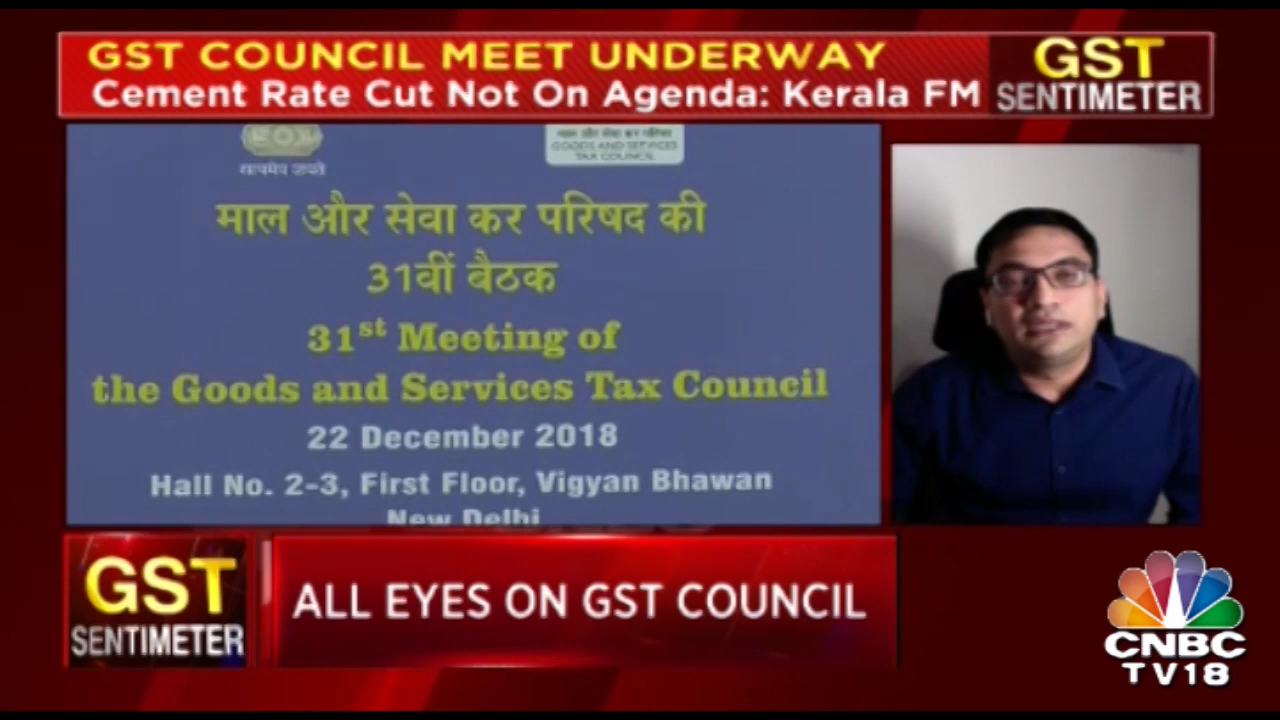 GST COUNCIL MEET UNDERWAY
Cement Rate Cut Not On Agenda: Kerala FM
GST
SENTIMETER
सत्यमेव जयते
माल और सेवा कर परिषद
GOODS AND SERVICES
TAX COUNCIL
माल और सेवा कर परिषद की
31वीं बैठक
31st Meeting of
the Goods and Services Tax Council
22 December 2018
Hall No. 2-3, First Floor, Vigyan Bhawan
New Delhi
GST
SENTIMETER
ALL EYES ON GST COUNCIL
CNBC
TV18